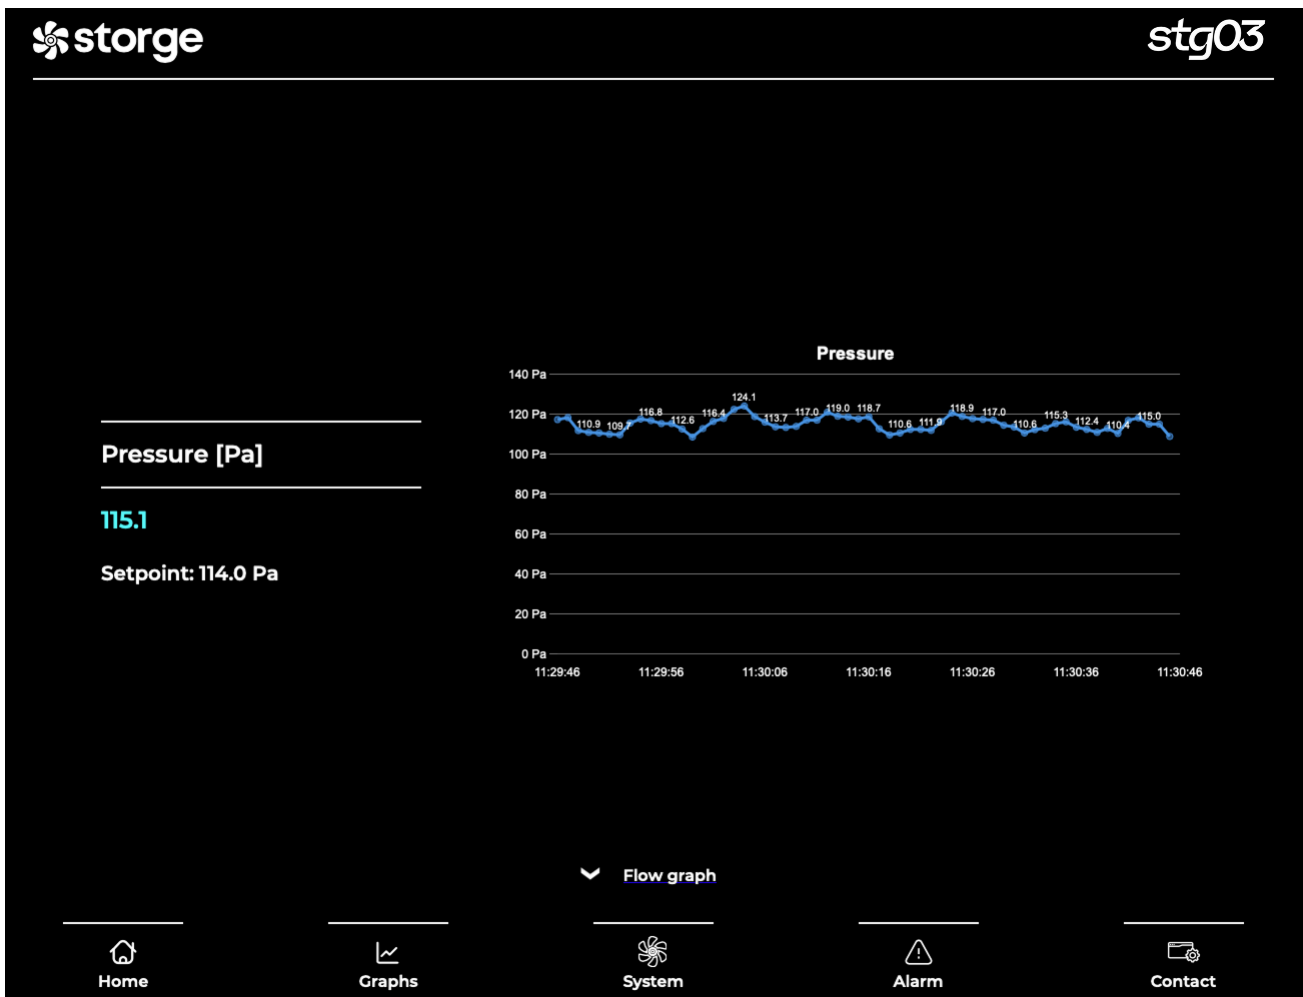 storge
stg03
Pressure [Pa]
115.1
Setpoint: 114.0 Pa
Pressure
140 Pa
120 Pa
100 Pa
80 Pa
60 Pa
40 Pa
20 Pa
0 Pa
110.9 109.7 116.8 112.6 116.4 124.1 113.7 117.0 119.0 118.7 110.6 111.9 118.9 117.0 110.6 115.3 112.4 110.4 115.0
11:29:46 11:29:56 11:30:06 11:30:16 11:30:26 11:30:36 11:30:46
Flow graph
Home Graphs System Alarm Contact